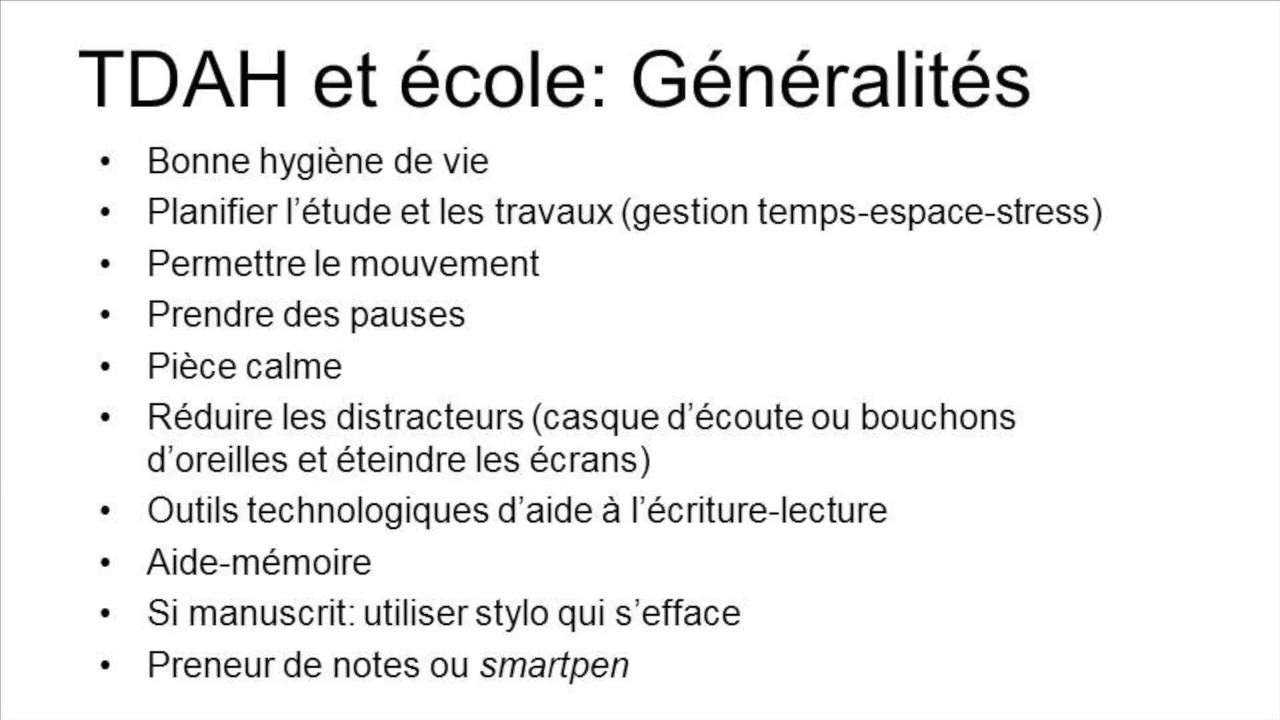 TDAH et école: Généralités
• Bonne hygiène de vie
• Planifier l’étude et les travaux (gestion temps-espace-stress)
• Permettre le mouvement
• Prendre des pauses
• Pièce calme
• Réduire les distracteurs (casque d’écoute ou bouchons
d’oreilles et éteindre les écrans)
• Outils technologiques d’aide à l’écriture-lecture
• Aide-mémoire
• Si manuscrit: utiliser stylo qui s’efface
• Preneur de notes ou smartpen